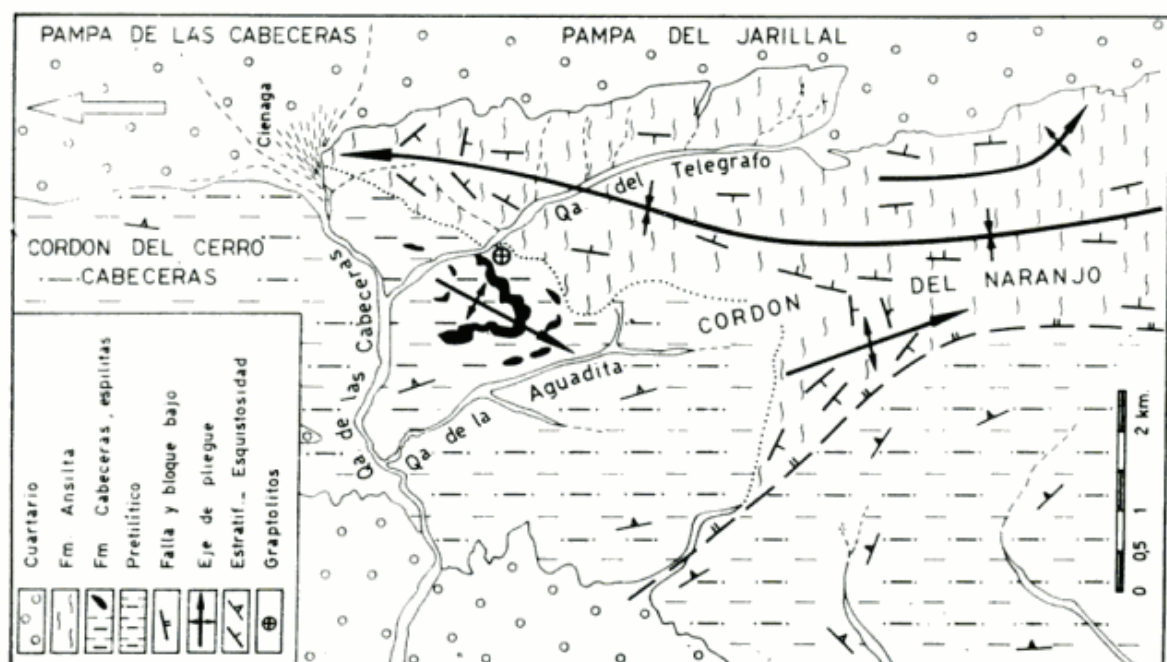 PAMPA DE LAS CABECERAS
PAMPA DEL JARILLAL
Cienaga
Qa. del Telegrafo
CORDON DEL CERRO
CABECERAS
Qa de las Cabeceras
CORDON DEL NARANJO
Qa de la Aguadita
Cuartario
Fm Ansilta
Fm Cabeceras, espilitas
Pretilítico
Falla y bloque bajo
Eje de pliegue
Estratif._ Esquistosidad
Graptolitos
0 0,5 1 2 km.